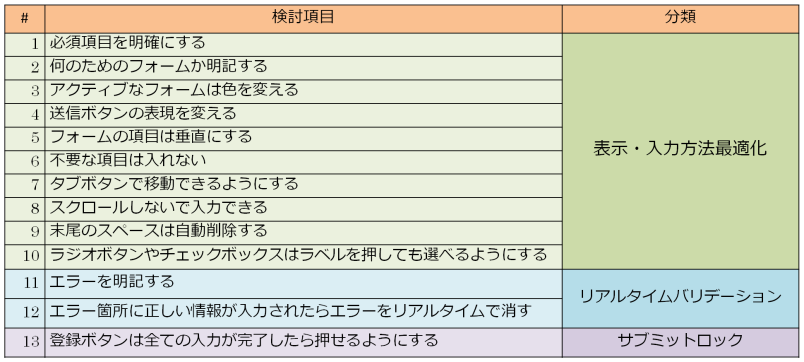 # 検討項目 分類
1 必須項目を明確にする
2 何のためのフォームか明記する
3 アクティブなフォームは色を変える
4 送信ボタンの表現を変える
5 フォームの項目は垂直にする
6 不要な項目は入れない
7 タブボタンで移動できるようにする
8 スクロールしないで入力できる
9 末尾のスペースは自動削除する
10 ラジオボタンやチェックボックスはラベルを押しても選べるようにする
表示・入力方法最適化
11 エラーを明記する
12 エラー箇所に正しい情報が入力されたらエラーをリアルタイムで消す
リアルタイムバリデーション
13 登録ボタンは全ての入力が完了したら押せるようにする サブミットロック